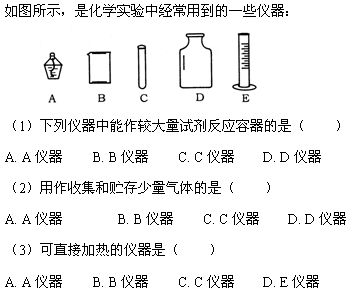 如图所示，是化学实验中经常用到的一些仪器：
A B C D E
（1）下列仪器中能作较大量试剂反应容器的是（　　）
A. A 仪器 B. B 仪器 C. C 仪器 D. D 仪器
（2）用作收集和贮存少量气体的是（　　）
A. A 仪器 B. B 仪器 C. C 仪器 D. D 仪器
（3）可直接加热的仪器是（　　）
A. A 仪器 B. B 仪器 C. C 仪器 D. E 仪器